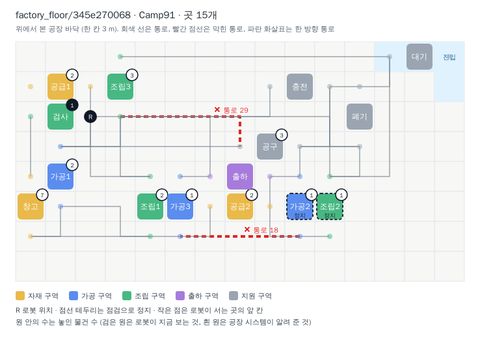 factory_floor/345e270068 · Camp91 · 곳 15개
위에서 본 공장 바닥 (한 칸 3 m). 회색 선은 통로, 빨간 점선은 막힌 통로, 파란 화살표는 한 방향 통로
대기
진입
공급1
2
조립3
3
충전
검사
1
R
✕ 통로 29
폐기
공구
3
가공1
2
출하
창고
7
조립1
2
가공3
1
공급2
2
가공2
1
정지
조립2
1
정지
✕ 통로 18
자재 구역
가공 구역
조립 구역
출하 구역
지원 구역
R 로봇 위치 · 점선 테두리는 점검으로 정지 · 작은 점은 로봇이 서는 곳의 앞 칸
원 안의 수는 놓인 물건 수 (검은 원은 로봇이 지금 보는 것, 흰 원은 공장 시스템이 알려 준 것)